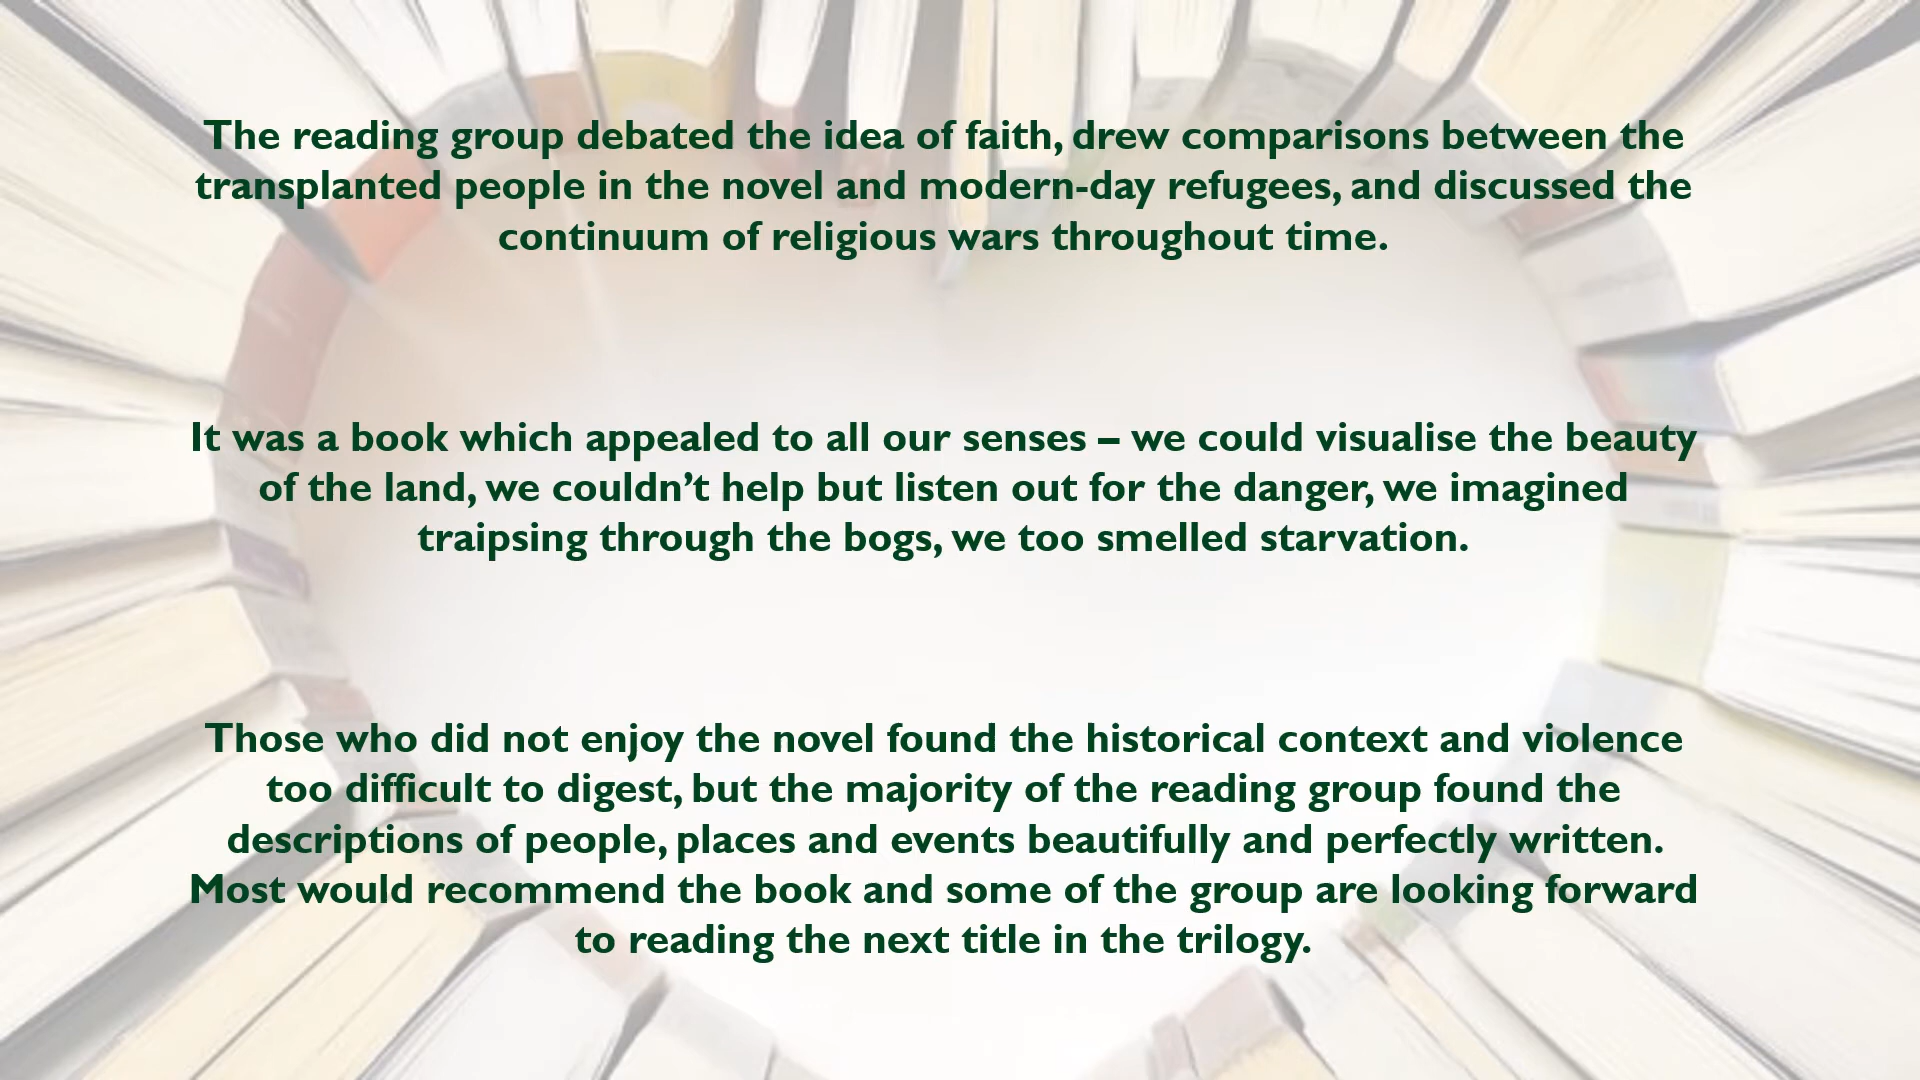 The reading group debated the idea of faith, drew comparisons between the
transplanted people in the novel and modern-day refugees, and discussed the
continuum of religious wars throughout time.
It was a book which appealed to all our senses – we could visualise the beauty
of the land, we couldn’t help but listen out for the danger, we imagined
traipsing through the bogs, we too smelled starvation.
Those who did not enjoy the novel found the historical context and violence
too difficult to digest, but the majority of the reading group found the
descriptions of people, places and events beautifully and perfectly written.
Most would recommend the book and some of the group are looking forward
to reading the next title in the trilogy.